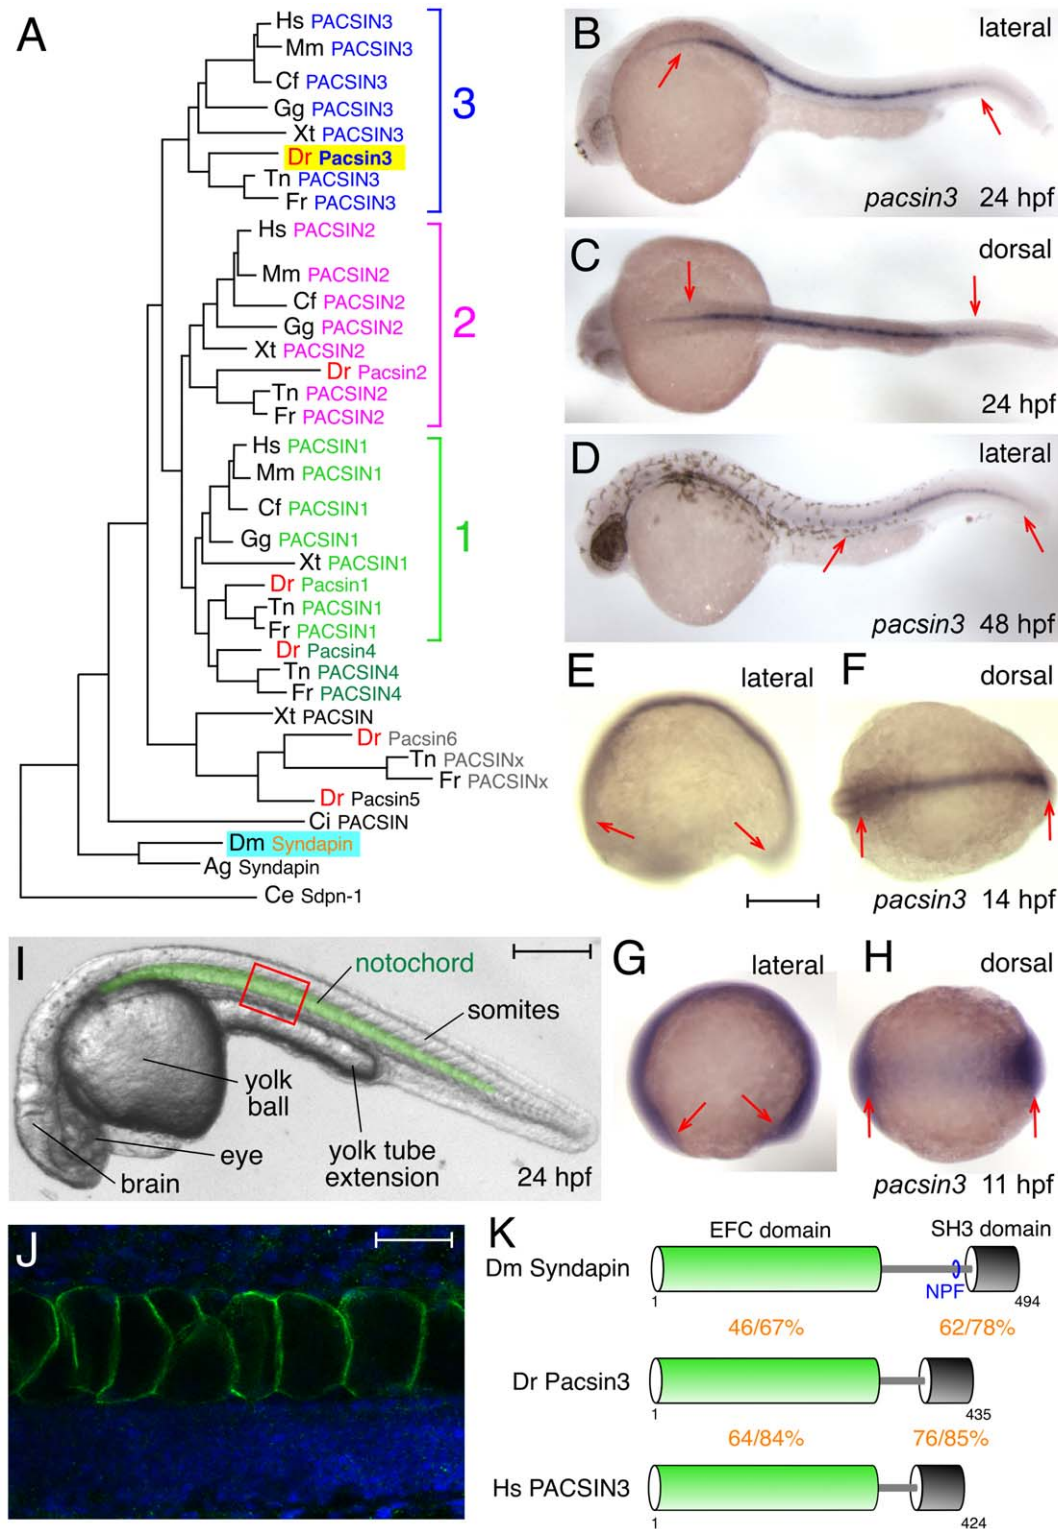 A
Hs PACSIN3
Mm PACSIN3
Cf PACSIN3
Gg PACSIN3
Xt PACSIN3
Dr Pacsin3
Tn PACSIN3
Fr PACSIN3
3
Hs PACSIN2
Mm PACSIN2
Cf PACSIN2
Gg PACSIN2
Xt PACSIN2
Dr Pacsin2
Tn PACSIN2
Fr PACSIN2
2
Hs PACSIN1
Mm PACSIN1
Cf PACSIN1
Gg PACSIN1
Xt PACSIN1
Dr Pacsin1
Tn PACSIN1
Fr PACSIN1
1
Dr Pacsin4
Tn PACSIN4
Fr PACSIN4
Xt PACSIN
Dr Pacsin6
Tn PACSINx
Fr PACSINx
Dr Pacsin5
Ci PACSIN
Dm Syndapin
Ag Syndapin
Ce Sdpn-1
B
lateral
pacsin3 24 hpf
C
dorsal
24 hpf
D
lateral
pacsin3 48 hpf
E
lateral
F
dorsal
pacsin3 14 hpf
G
lateral
H
dorsal
pacsin3 11 hpf
I
notochord
somites
yolk
ball
eye
brain
yolk tube
extension
24 hpf
J
K
EFC domain
SH3 domain
Dm Syndapin
NPF
1
494
46/67%
62/78%
Dr Pacsin3
1
435
64/84%
76/85%
Hs PACSIN3
1
424